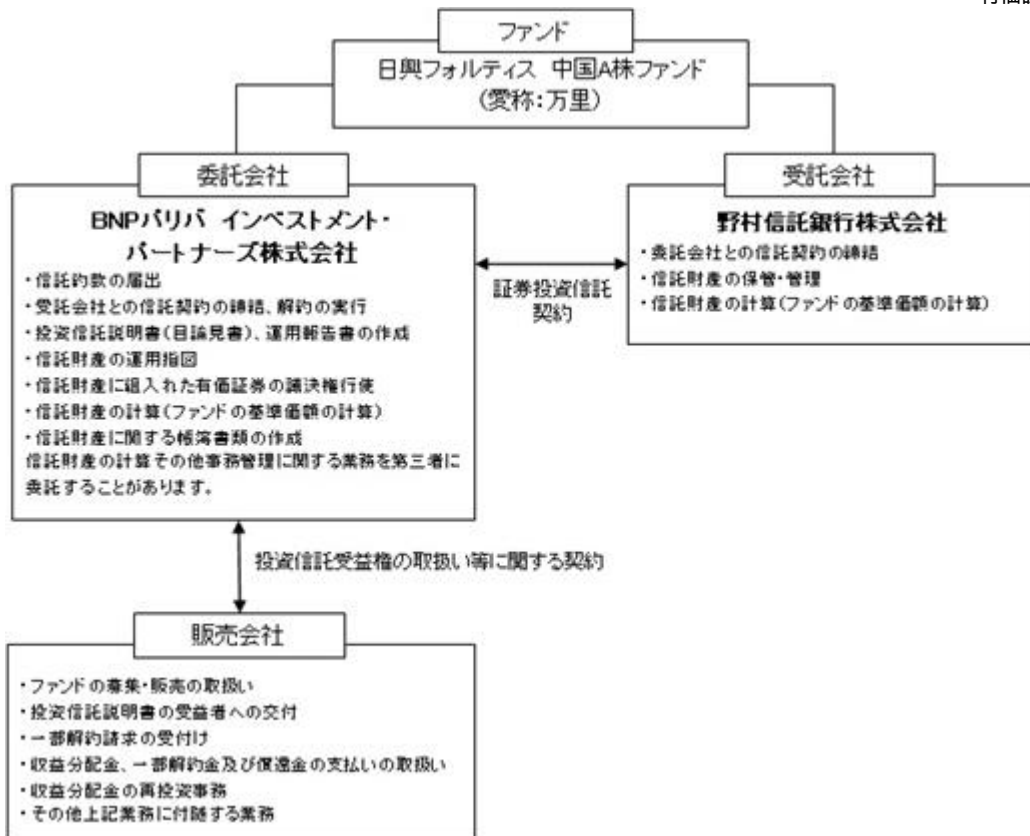 ファンド
日興フォルティス 中国A株ファンド
(愛称:万里)
委託会社
BNPパリバ インベストメント・
パートナーズ株式会社
・信託約款の届出
・受託会社との信託契約の締結、解約の実行
・投資信託説明書(目論見書)、運用報告書の作成
・信託財産の運用指図
・信託財産に組入れた有価証券の議決権行使
・信託財産の計算(ファンドの基準価額の計算)
・信託財産に関する帳簿書類の作成
信託財産の計算その他事務管理に関する業務を第三者に
委託することがあります。
証券投資信託
契約
受託会社
野村信託銀行株式会社
・委託会社との信託契約の締結
・信託財産の保管・管理
・信託財産の計算(ファンドの基準価額の計算)
投資信託受益権の取扱い等に関する契約
販売会社
・ファンドの募集・販売の取扱い
・投資信託説明書の受益者への交付
・一部解約請求の受付け
・収益分配金、一部解約金及び償還金の支払いの取扱い
・収益分配金の再投資事務
・その他上記業務に付随する業務